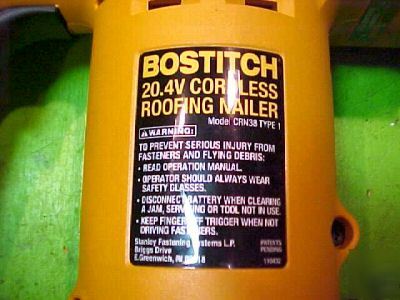 BOSTITCH
20.4V CORDLESS
ROOFING NAILER
Model CRN38 TYPE 1
WARNING:
TO PREVENT SERIOUS INJURY FROM
FASTENERS AND FLYING DEBRIS:
• READ OPERATION MANUAL.
• OPERATOR SHOULD ALWAYS WEAR
SAFETY GLASSES.
• DISCONNECT BATTERY WHEN CLEARING
A JAM, SERVICING OR TOOL NOT IN USE.
• KEEP FINGER OFF TRIGGER WHEN NOT
DRIVING FASTENERS.
Stanley Fastening Systems L.P.
Briggs Drive
E. Greenwich, RI 02818
PATENTS
PENDING